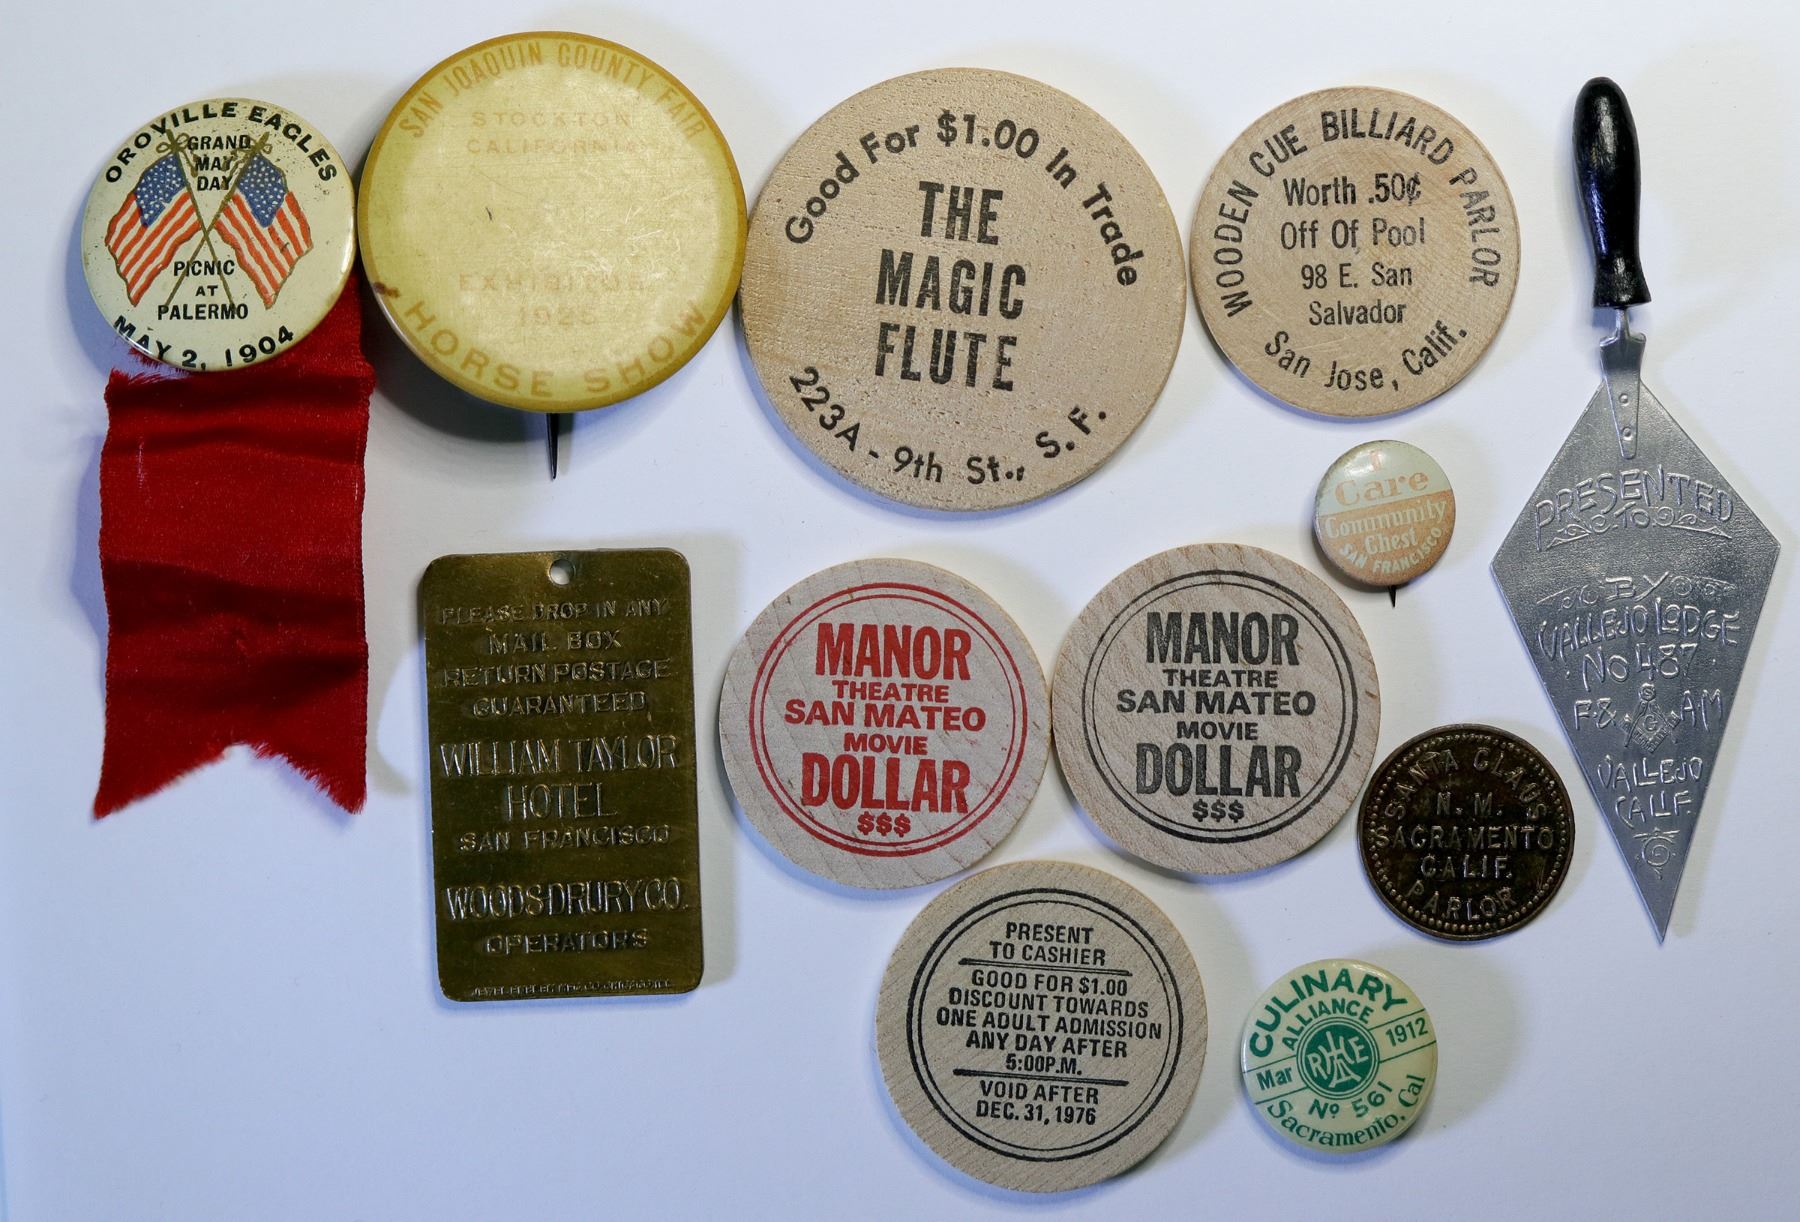 OROVILLE EAGLES
GRAND
MAY
DAY
PICNIC
AT
PALERMO
MAY 2, 1904
SAN JOAQUIN COUNTY FAIR
STOCKTON
CALIFORNIA
EXHIBITOR
HORSE SHOW
Good For $1.00 In Trade
THE
MAGIC
FLUTE
223A - 9th St., S.F.
WOODEN CUE BILLIARD PARLOR
Worth .50¢
Off Of Pool
98 E. San
Salvador
San Jose, Calif.
I
Care
Community
Chest
SAN FRANCISCO
PRESENTED
TO
BY
VALLEJO LODGE
NO 487
F & AM
G
VALLEJO
CALIF.
PLEASE DROP IN ANY
MAIL BOX
RETURN POSTAGE
GUARANTEED
WILLIAM TAYLOR
HOTEL
SAN FRANCISCO
WOODS-DRURY CO.
OPERATORS
MANOR
THEATRE
SAN MATEO
MOVIE
DOLLAR
$$$
MANOR
THEATRE
SAN MATEO
MOVIE
DOLLAR
$$$
SANTA CLAUS
N. M.
SACRAMENTO
CALIF.
PARLOR
PRESENT
TO CASHIER
GOOD FOR $1.00
DISCOUNT TOWARDS
ONE ADULT ADMISSION
ANY DAY AFTER
5:00P.M.
VOID AFTER
DEC. 31, 1976
CULINARY
ALLIANCE
Mar 1912
No 561
Sacramento, Cal